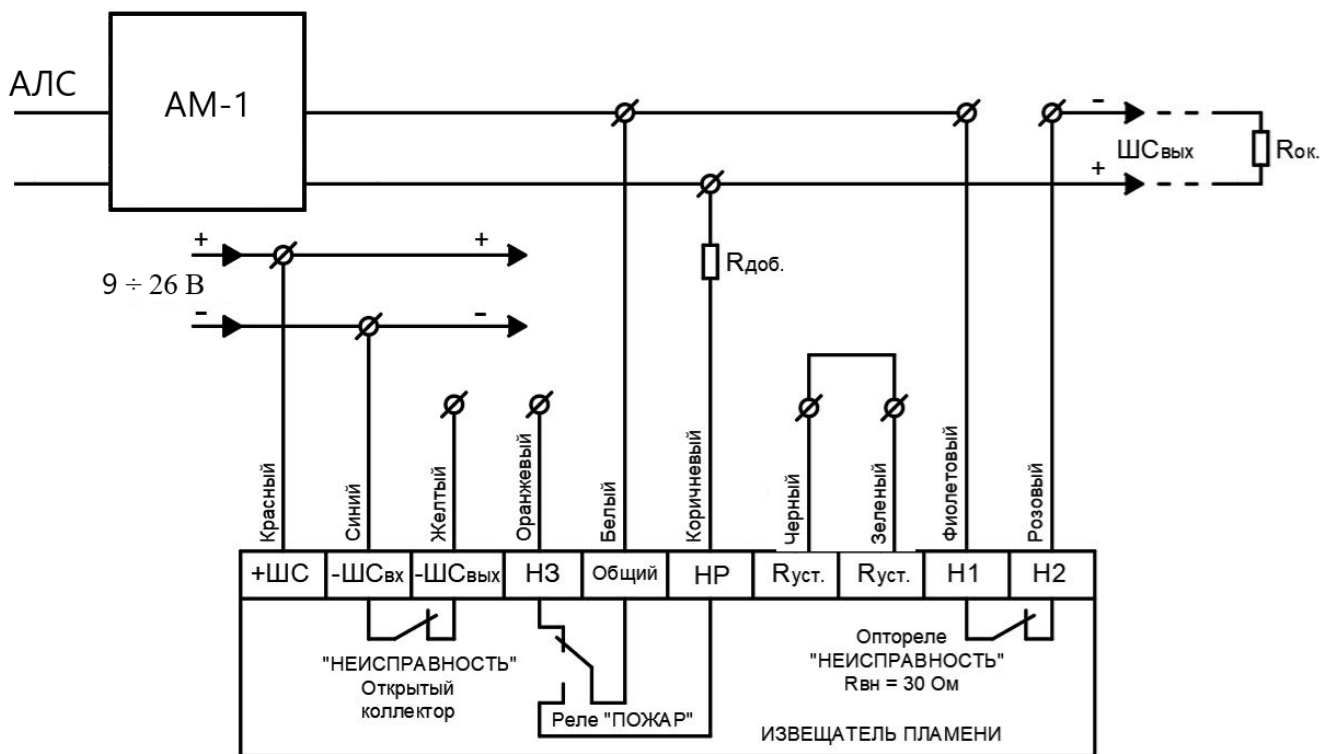 АЛС
АМ-1
-
ШСвых
+
Rок.
+
+
9 ÷ 26 В
-
-
Rдоб.
Красный
Синий
Желтый
Оранжевый
Белый
Коричневый
Черный
Зеленый
Фиолетовый
Розовый
+ШС
-ШСвх
-ШСвых
НЗ
Общий
НР
Rуст.
Rуст.
Н1
Н2
"НЕИСПРАВНОСТЬ"
Открытый
коллектор
Реле "ПОЖАР"
Оптореле
"НЕИСПРАВНОСТЬ"
Rвн = 30 Ом
ИЗВЕЩАТЕЛЬ ПЛАМЕНИ